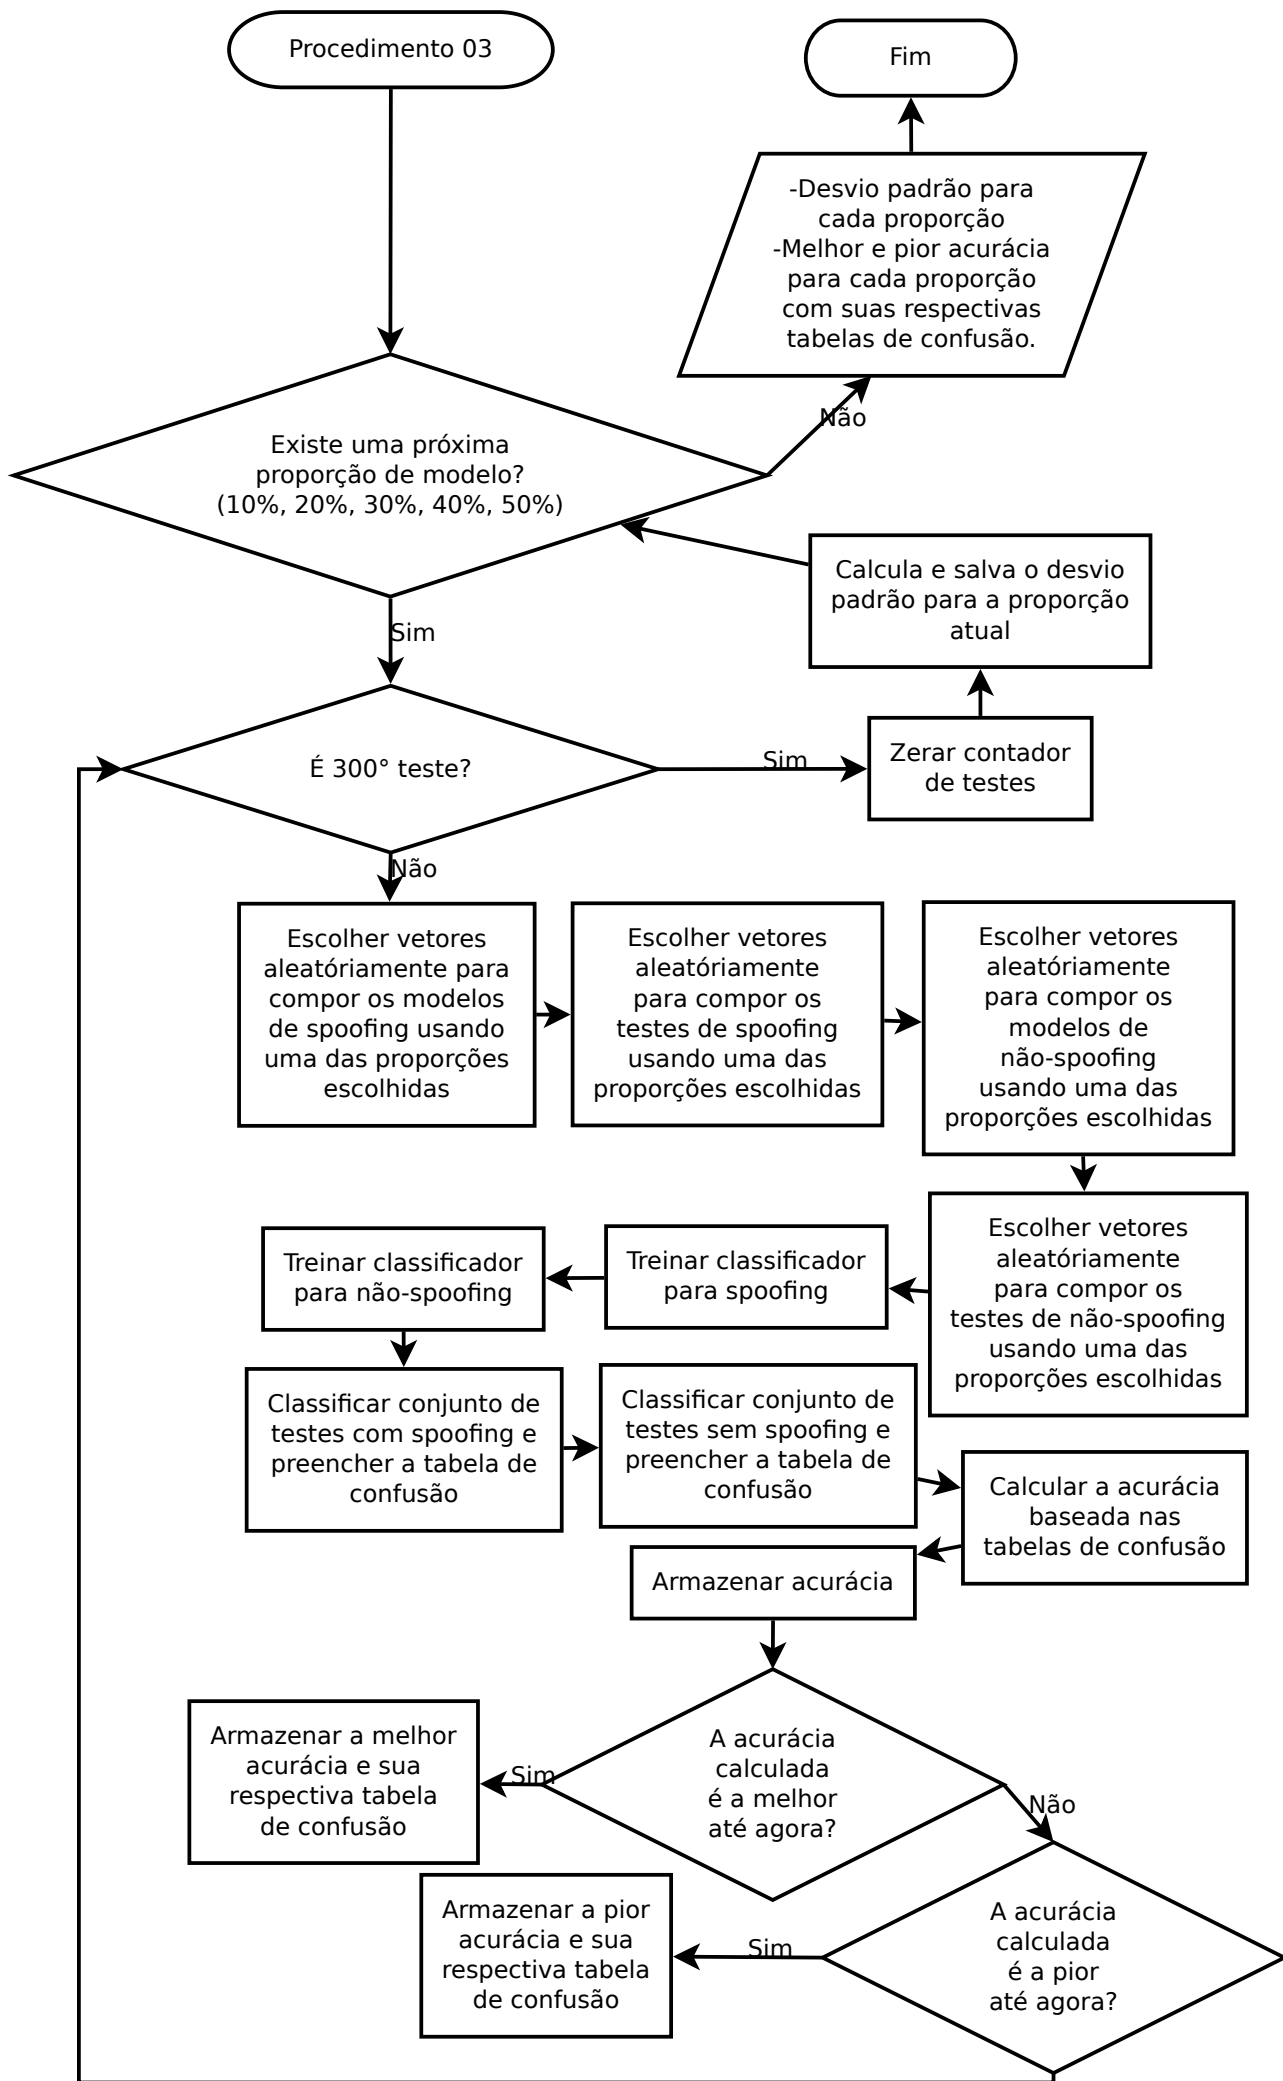 Procedimento 03
Fim
-Desvio padrão para
cada proporção
-Melhor e pior acurácia
para cada proporção
com suas respectivas
tabelas de confusão.
Não
Existe uma próxima
proporção de modelo?
(10%, 20%, 30%, 40%, 50%)
Calcula e salva o desvio
padrão para a proporção
atual
Sim
É 300° teste?
Sim
Zerar contador
de testes
Não
Escolher vetores
aleatóriamente para
compor os modelos
de spoofing usando
uma das proporções
escolhidas
Escolher vetores
aleatóriamente
para compor os
testes de spoofing
usando uma das
proporções escolhidas
Escolher vetores
aleatóriamente
para compor os
modelos de
não-spoofing
usando uma das
proporções escolhidas
Escolher vetores
aleatóriamente
para compor os
testes de não-spoofing
usando uma das
proporções escolhidas
Treinar classificador
para spoofing
Treinar classificador
para não-spoofing
Classificar conjunto de
testes com spoofing e
preencher a tabela de
confusão
Classificar conjunto de
testes sem spoofing e
preencher a tabela de
confusão
Calcular a acurácia
baseada nas
tabelas de confusão
Armazenar acurácia
A acurácia
calculada
é a melhor
até agora?
Sim
Armazenar a melhor
acurácia e sua
respectiva tabela
de confusão
Não
A acurácia
calculada
é a pior
até agora?
Sim
Armazenar a pior
acurácia e sua
respectiva tabela
de confusão